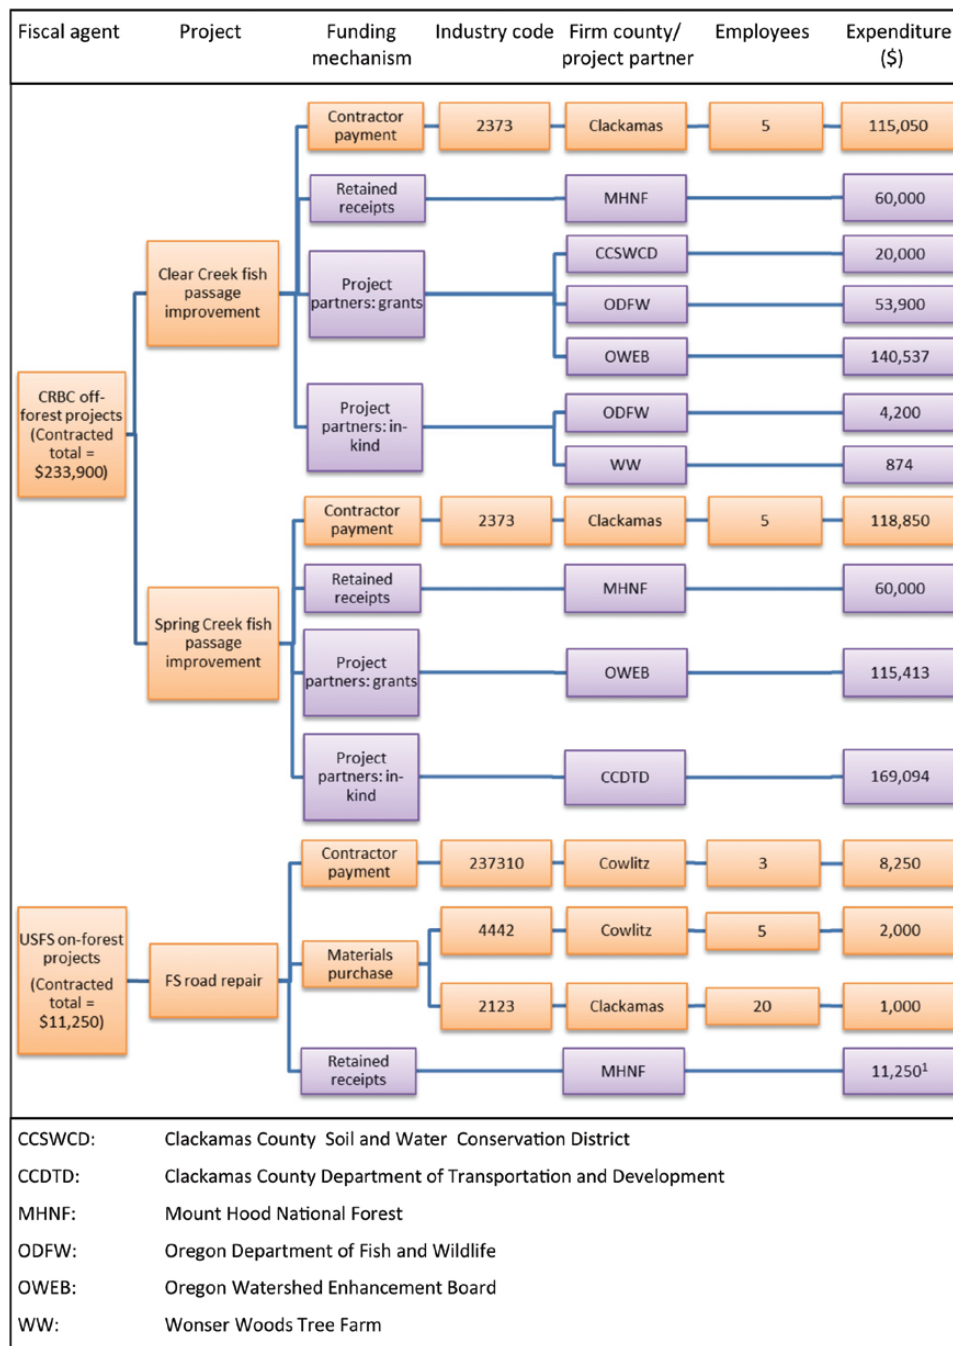 Fiscal agent Project Funding mechanism Industry code Firm county/ project partner Employees Expenditure ($)
Contractor payment 2373 Clackamas 5 115,050
Retained receipts MHNF 60,000
Clear Creek fish passage improvement
Project partners: grants
CCSWCD 20,000
ODFW 53,900
OWEB 140,537
CRBC off-forest projects (Contracted total = $233,900)
Project partners: in-kind
ODFW 4,200
WW 874
Contractor payment 2373 Clackamas 5 118,850
Retained receipts MHNF 60,000
Spring Creek fish passage improvement
Project partners: grants OWEB 115,413
Project partners: in-kind CCDTD 169,094
Contractor payment 237310 Cowlitz 3 8,250
USFS on-forest projects (Contracted total = $11,250)
FS road repair
Materials purchase
4442 Cowlitz 5 2,000
2123 Clackamas 20 1,000
Retained receipts MHNF 11,250¹
CCSWCD: Clackamas County Soil and Water Conservation District
CCDTD: Clackamas County Department of Transportation and Development
MHNF: Mount Hood National Forest
ODFW: Oregon Department of Fish and Wildlife
OWEB: Oregon Watershed Enhancement Board
WW: Wonser Woods Tree Farm